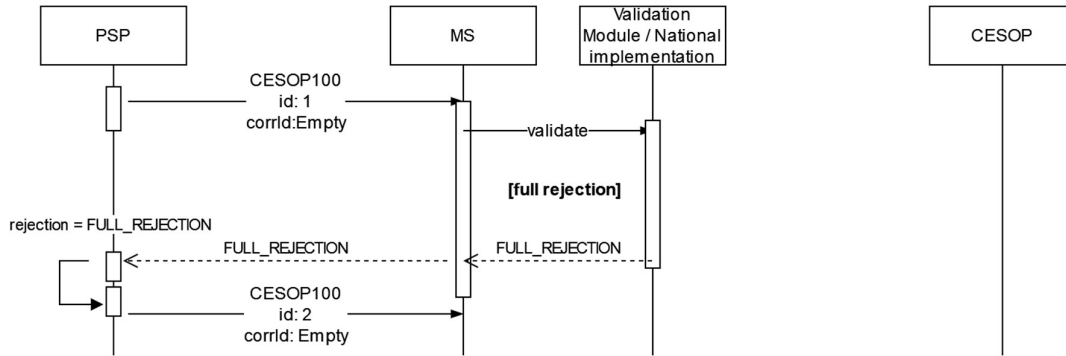 PSP
MS
Validation
Module / National
implementation
CESOP
CESOP100
id: 1
corrId:Empty
validate
[full rejection]
rejection = FULL_REJECTION
FULL_REJECTION
FULL_REJECTION
CESOP100
id: 2
corrId: Empty